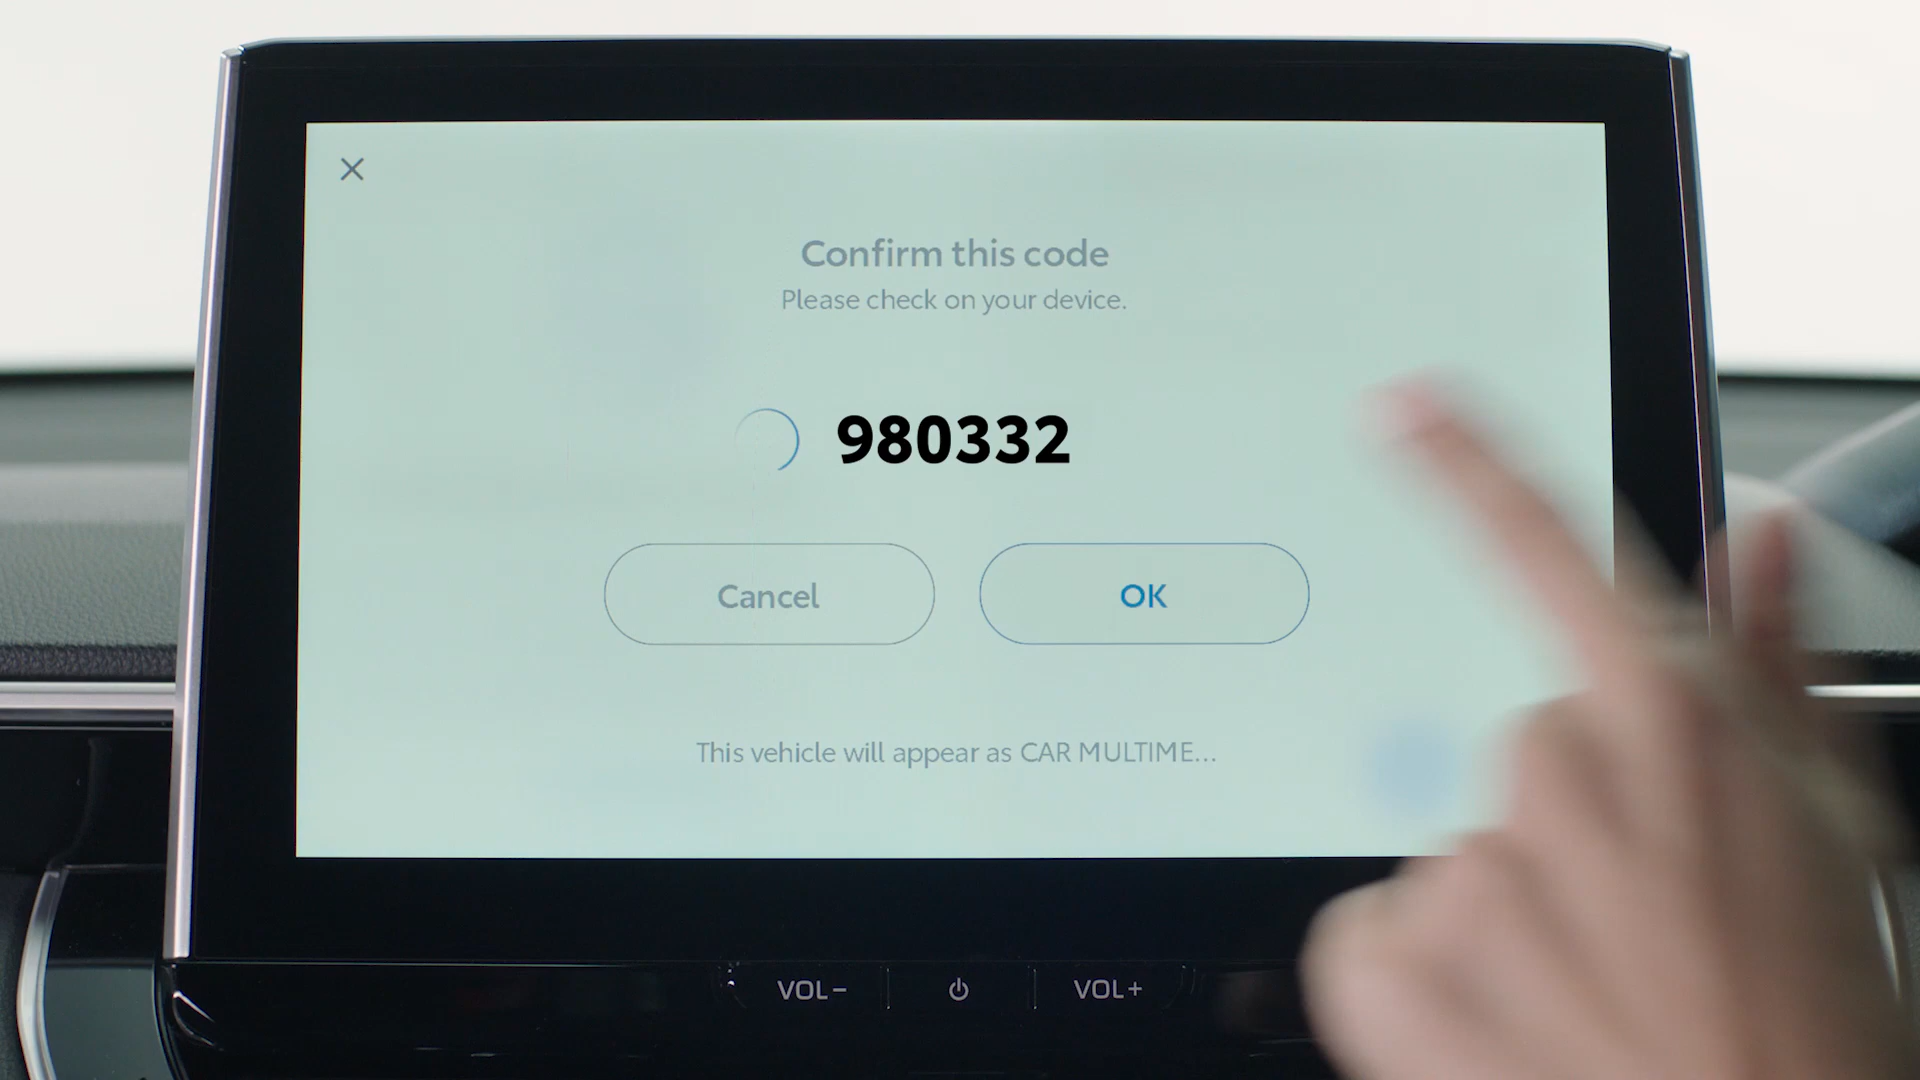 Confirm this code
Please check on your device.
980332
Cancel
OK
This vehicle will appear as CAR MULTIME...
VOL-
VOL+